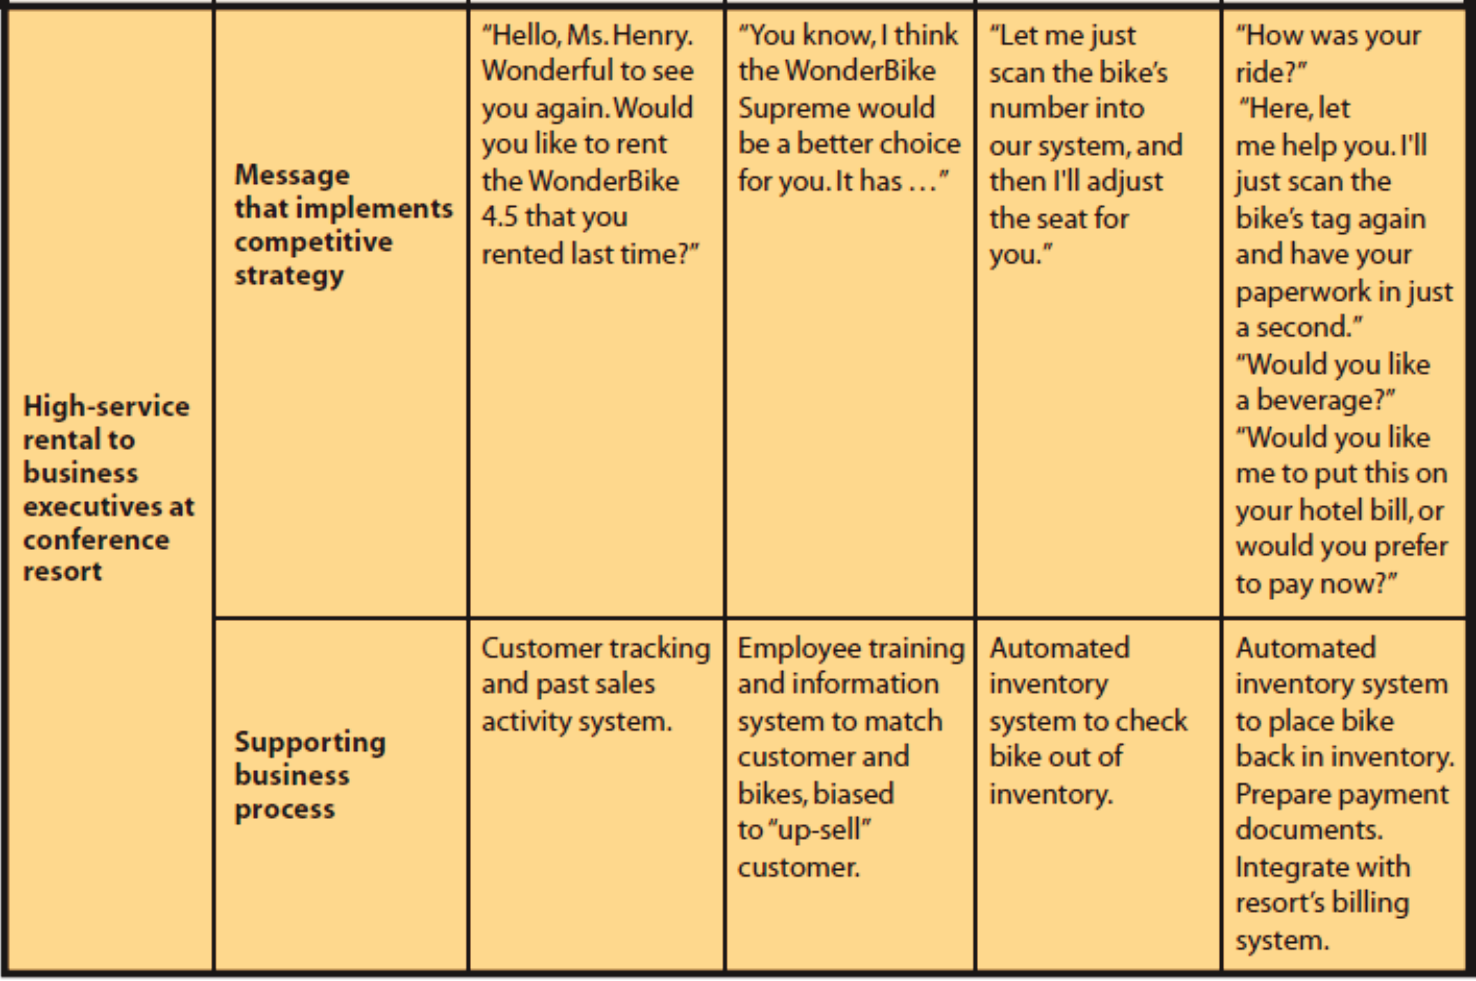 High-service
rental to
business
executives at
conference
resort
Message
that implements
competitive
strategy
“Hello, Ms. Henry.
Wonderful to see
you again. Would
you like to rent
the WonderBike
4.5 that you
rented last time?”
“You know, I think
the WonderBike
Supreme would
be a better choice
for you. It has …”
“Let me just
scan the bike’s
number into
our system, and
then I'll adjust
the seat for
you.”
“How was your
ride?”
“Here, let
me help you. I'll
just scan the
bike’s tag again
and have your
paperwork in just
a second.”
“Would you like
a beverage?”
“Would you like
me to put this on
your hotel bill, or
would you prefer
to pay now?”
Supporting
business
process
Customer tracking
and past sales
activity system.
Employee training
and information
system to match
customer and
bikes, biased
to “up-sell”
customer.
Automated
inventory
system to check
bike out of
inventory.
Automated
inventory system
to place bike
back in inventory.
Prepare payment
documents.
Integrate with
resort’s billing
system.